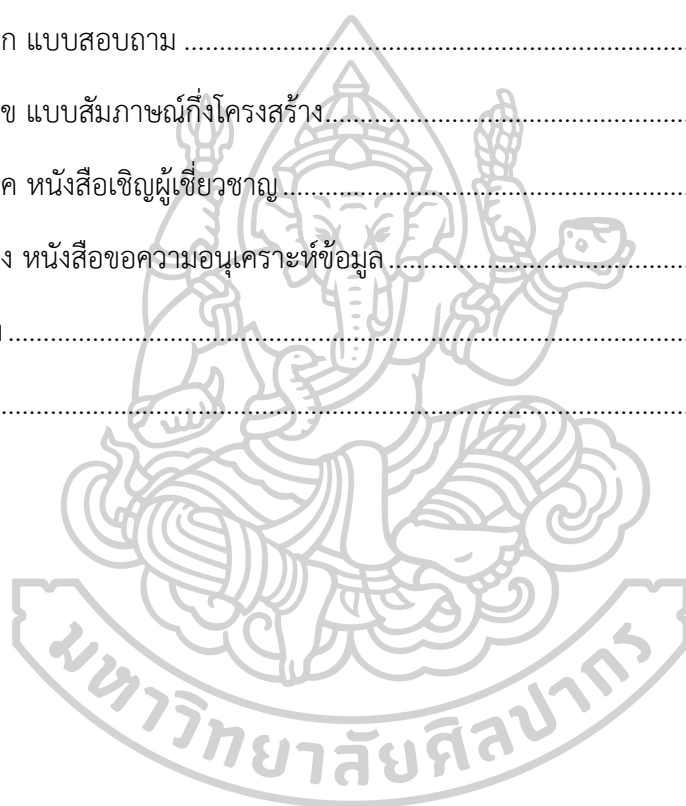 ก แบบสอบถาม ........................................................................
ข แบบสัมภาษณ์กึ่งโครงสร้าง....................................................
ค หนังสือเชิญผู้เชี่ยวชาญ..........................................................
ง หนังสือขอความอนุเคราะห์ข้อมูล...........................................
..................................................................................................
..................................................................................................
มหาวิทยาลัยศิลปากร